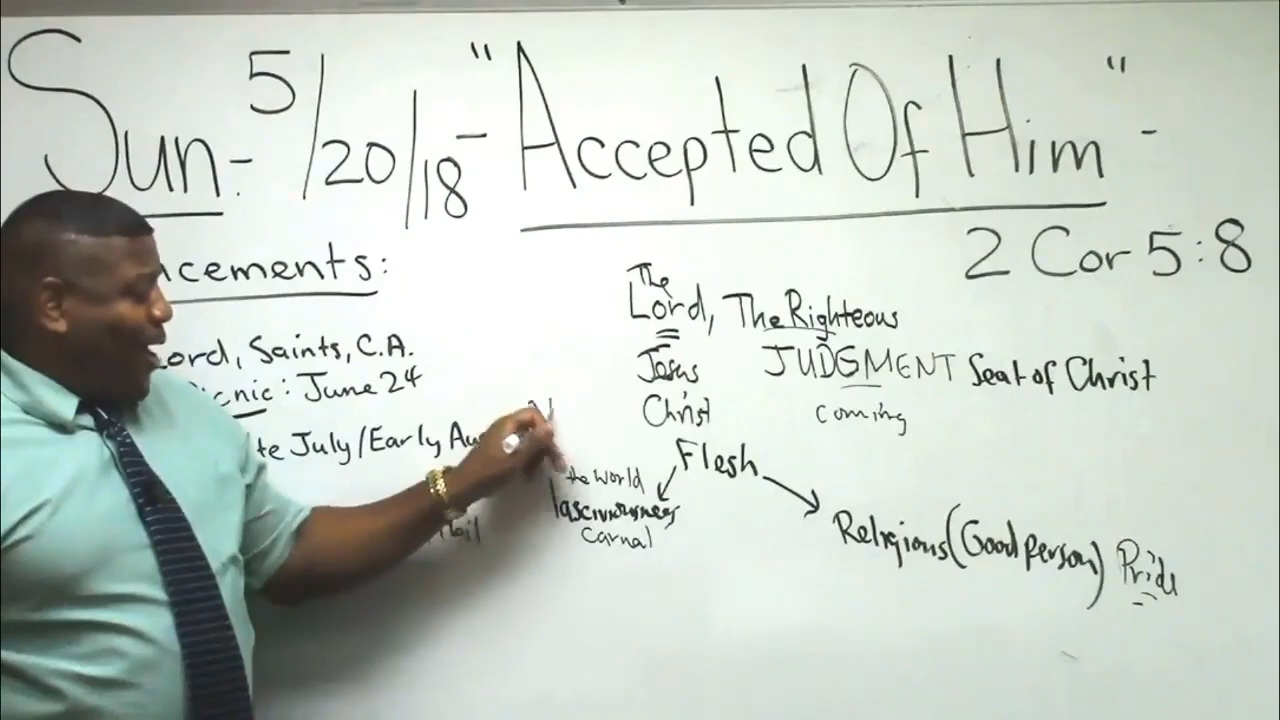 Sun- 5/20/18 - "Accepted Of Him" -
2 Cor 5:8
ncements:
ord, Saints, C.A.
cnic: June 24
te July/Early Au
The
Lord, The Righteous
Jesus JUDGMENT Seat of Christ
Christ coming
Flesh
the world
lasciviousness
Carnal
Religious (Good person) Pride